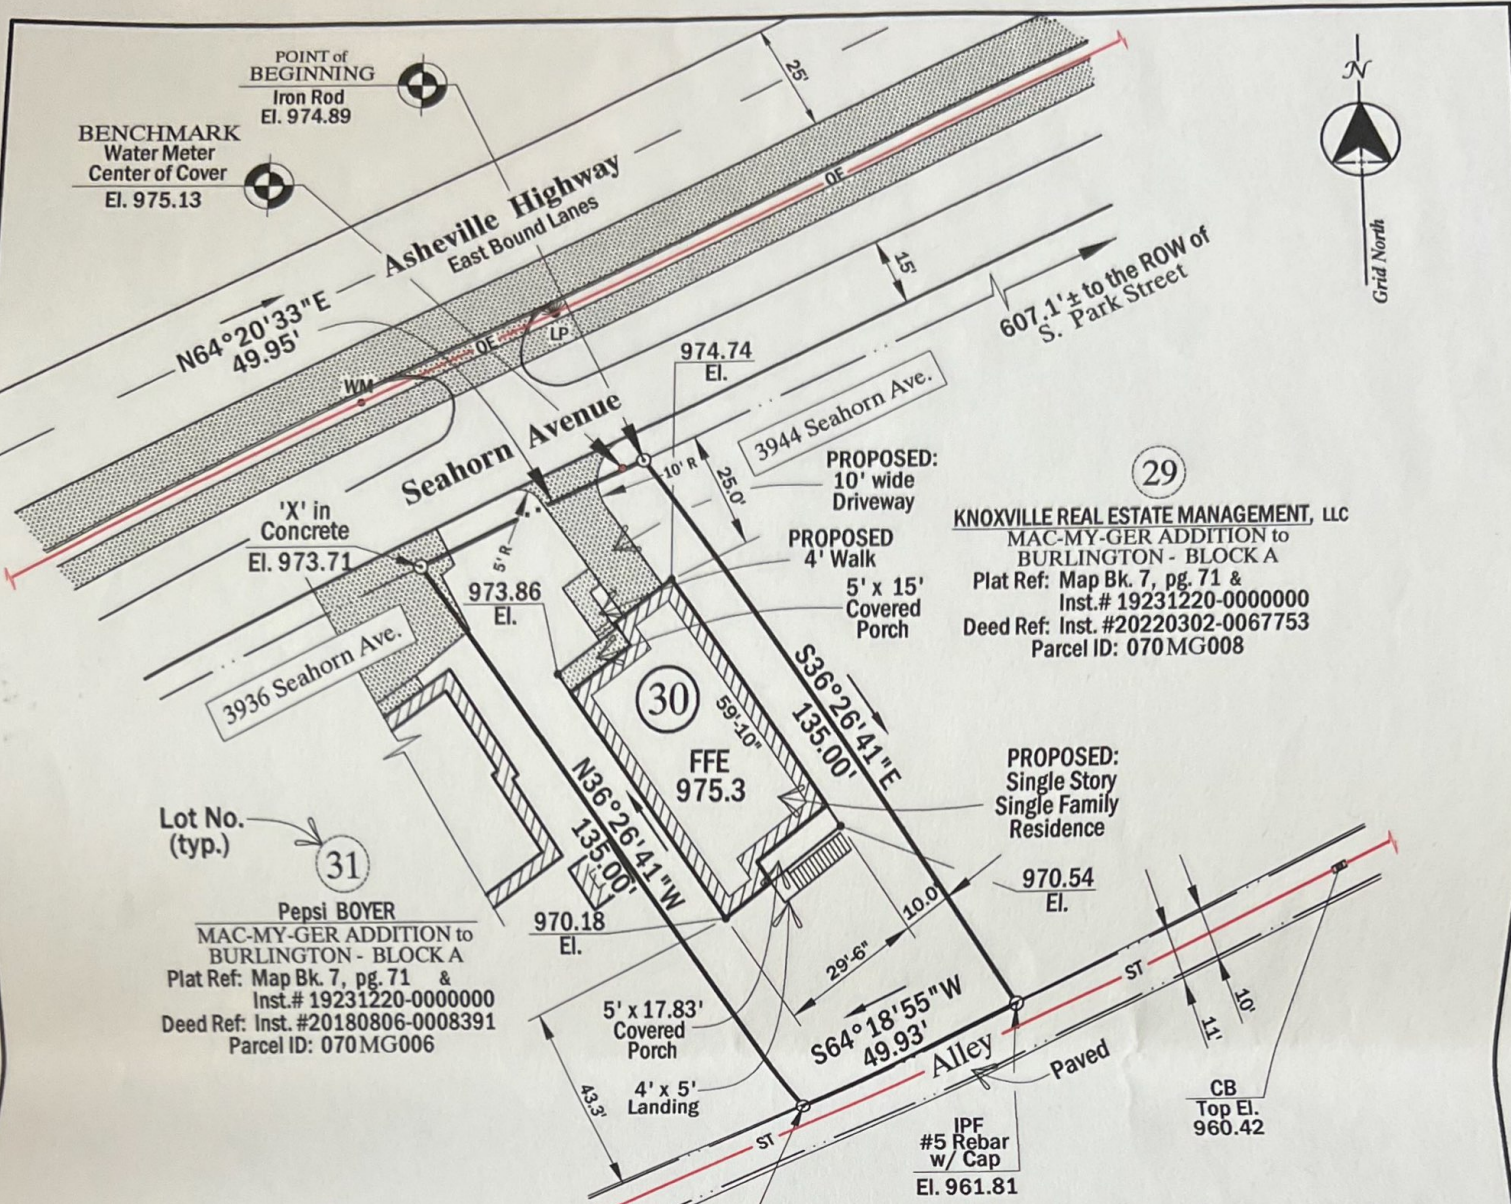 POINT of
BEGINNING
Iron Rod
El. 974.89
BENCHMARK
Water Meter
Center of Cover
El. 975.13
25'
N
Grid North
Asheville Highway
East Bound Lanes
OE
15'
607.1'± to the ROW of
S. Park Street
N64°20'33"E
49.95'
OE
LP
WM
974.74
El.
Seahorn Avenue
3944 Seahorn Ave.
10' R
25.0'
PROPOSED:
10' wide
Driveway
'X' in
Concrete
El. 973.71
5' R
PROPOSED
4' Walk
973.86
El.
5' x 15'
Covered
Porch
29
KNOXVILLE REAL ESTATE MANAGEMENT, LLC
MAC-MY-GER ADDITION to
BURLINGTON - BLOCK A
Plat Ref: Map Bk. 7, pg. 71 &
Inst.# 19231220-0000000
Deed Ref: Inst. #20220302-0067753
Parcel ID: 070MG008
3936 Seahorn Ave.
30
59'-10"
FFE
975.3
S36°26'41"E
135.00'
N36°26'41"W
135.00'
PROPOSED:
Single Story
Single Family
Residence
Lot No.
(typ.)
31
Pepsi BOYER
MAC-MY-GER ADDITION to
BURLINGTON - BLOCK A
Plat Ref: Map Bk. 7, pg. 71 &
Inst.# 19231220-0000000
Deed Ref: Inst. #20180806-0008391
Parcel ID: 070MG006
970.18
El.
970.54
El.
10.0'
29'-6"
5' x 17.83'
Covered
Porch
4' x 5'
Landing
43.3'
S64°18'55"W
49.93'
Alley
Paved
ST
ST
10'
11'
CB
Top El.
960.42
IPF
#5 Rebar
w/ Cap
El. 961.81